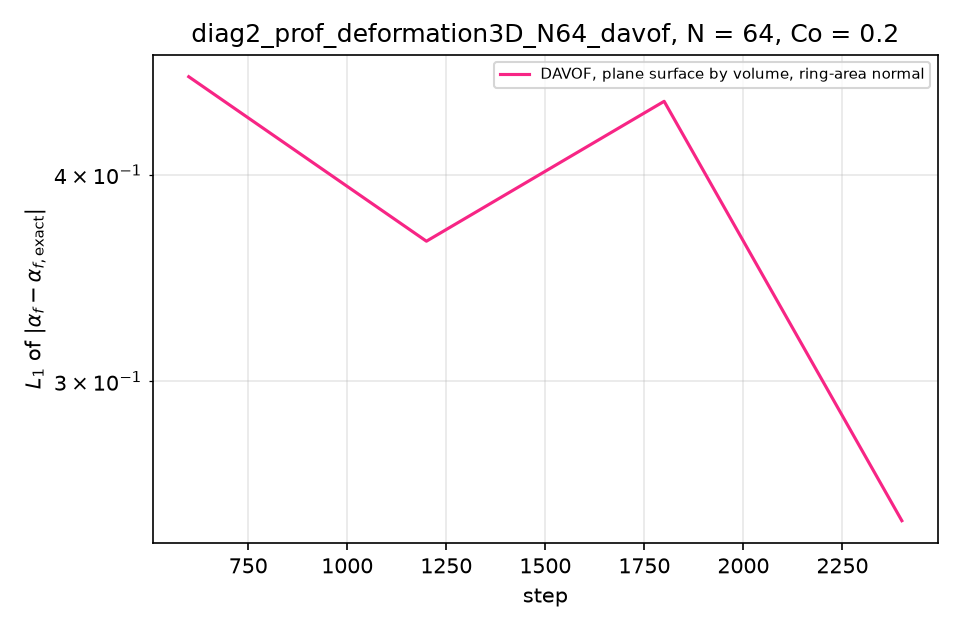 diag2_prof_deformation3D_N64_davof, N = 64, Co = 0.2
DAVOF, plane surface by volume, ring-area normal
L₁ of |α_f − α_{f,exact}|
4 × 10⁻¹
3 × 10⁻¹
750 1000 1250 1500 1750 2000 2250
step